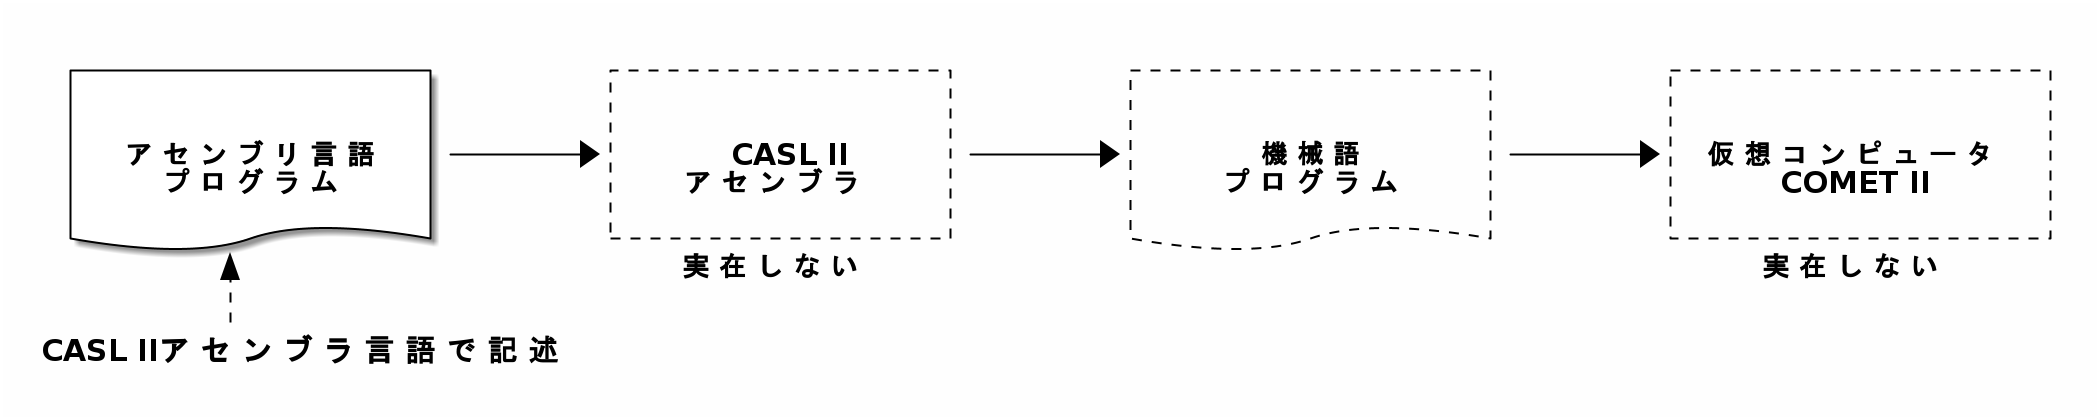 アセンブリ言語
プログラム
CASL II
アセンブラ
実在しない
機械語
プログラム
仮想コンピュータ
COMET II
実在しない
CASL IIアセンブラ言語で記述